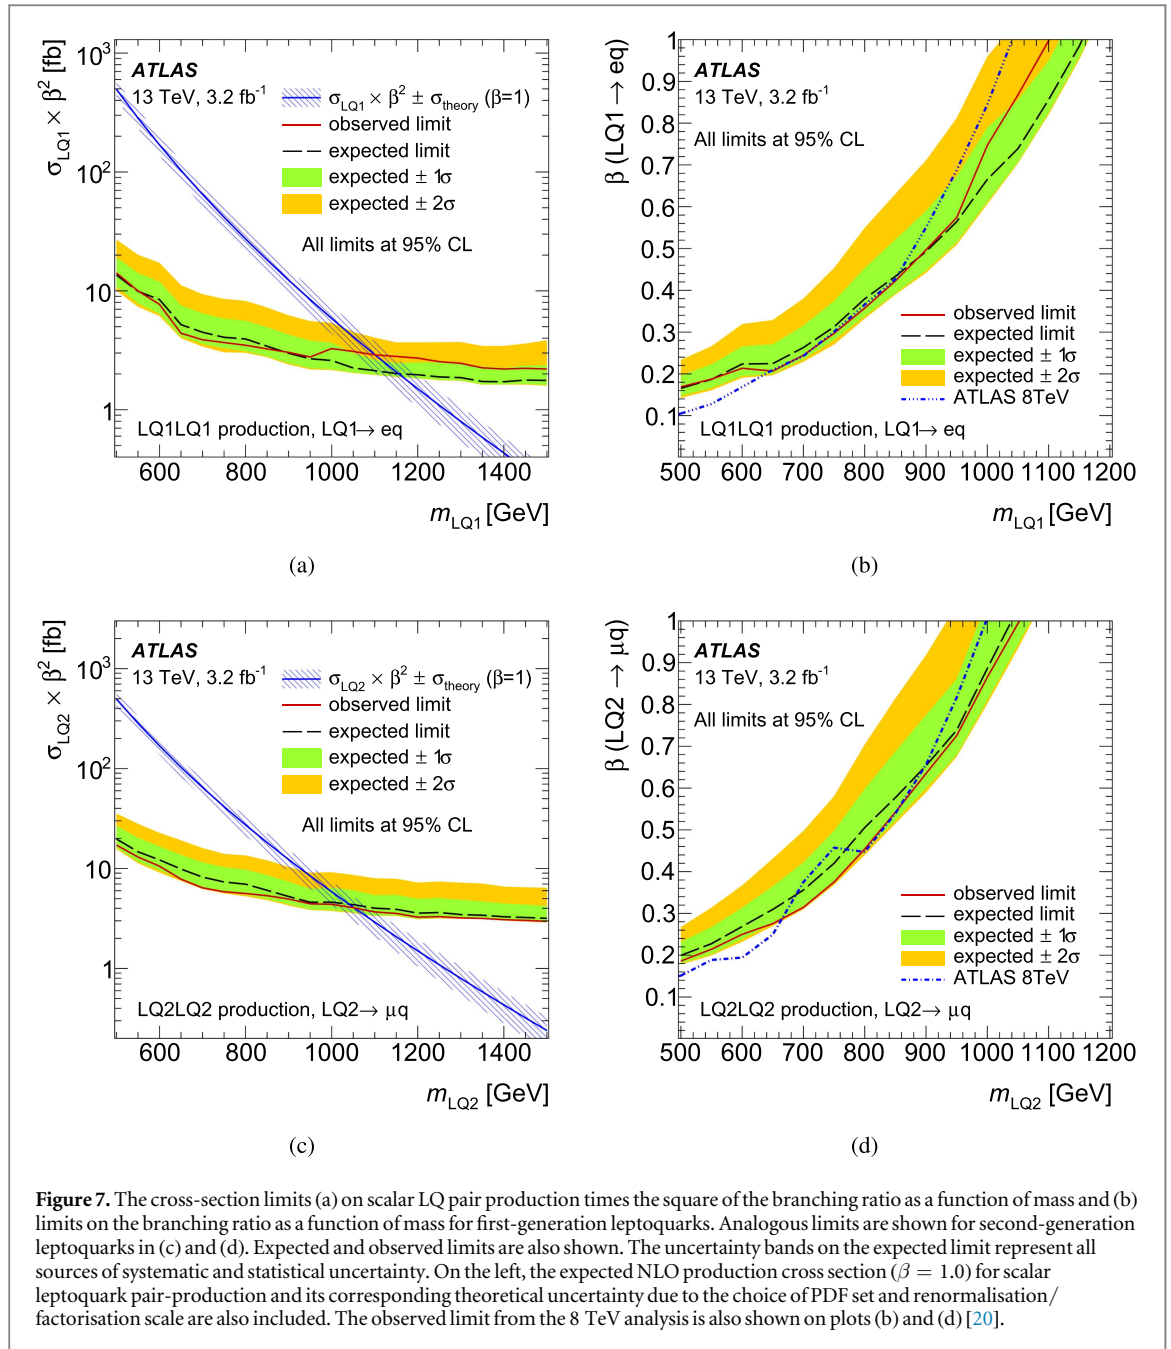 σ_LQ1 × β² [fb]
10³
10²
10
1
ATLAS
13 TeV, 3.2 fb⁻¹
σ_LQ1 × β² ± σ_theory (β=1)
observed limit
expected limit
expected ± 1σ
expected ± 2σ
All limits at 95% CL
LQ1LQ1 production, LQ1→ eq
600 800 1000 1200 1400
m_LQ1 [GeV]
(a)
β (LQ1 → eq)
1
0.9
0.8
0.7
0.6
0.5
0.4
0.3
0.2
0.1
ATLAS
13 TeV, 3.2 fb⁻¹
All limits at 95% CL
observed limit
expected limit
expected ± 1σ
expected ± 2σ
ATLAS 8TeV
LQ1LQ1 production, LQ1→ eq
500 600 700 800 900 1000 1100 1200
m_LQ1 [GeV]
(b)
σ_LQ2 × β² [fb]
10³
10²
10
1
ATLAS
13 TeV, 3.2 fb⁻¹
σ_LQ2 × β² ± σ_theory (β=1)
observed limit
expected limit
expected ± 1σ
expected ± 2σ
All limits at 95% CL
LQ2LQ2 production, LQ2→ μq
600 800 1000 1200 1400
m_LQ2 [GeV]
(c)
β (LQ2 → μq)
1
0.9
0.8
0.7
0.6
0.5
0.4
0.3
0.2
0.1
ATLAS
13 TeV, 3.2 fb⁻¹
All limits at 95% CL
observed limit
expected limit
expected ± 1σ
expected ± 2σ
ATLAS 8TeV
LQ2LQ2 production, LQ2→ μq
500 600 700 800 900 1000 1100 1200
m_LQ2 [GeV]
(d)
Figure 7. The cross-section limits (a) on scalar LQ pair production times the square of the branching ratio as a function of mass and (b)
limits on the branching ratio as a function of mass for first-generation leptoquarks. Analogous limits are shown for second-generation
leptoquarks in (c) and (d). Expected and observed limits are also shown. The uncertainty bands on the expected limit represent all
sources of systematic and statistical uncertainty. On the left, the expected NLO production cross section (β = 1.0) for scalar
leptoquark pair-production and its corresponding theoretical uncertainty due to the choice of PDF set and renormalisation/
factorisation scale are also included. The observed limit from the 8 TeV analysis is also shown on plots (b) and (d) [20].